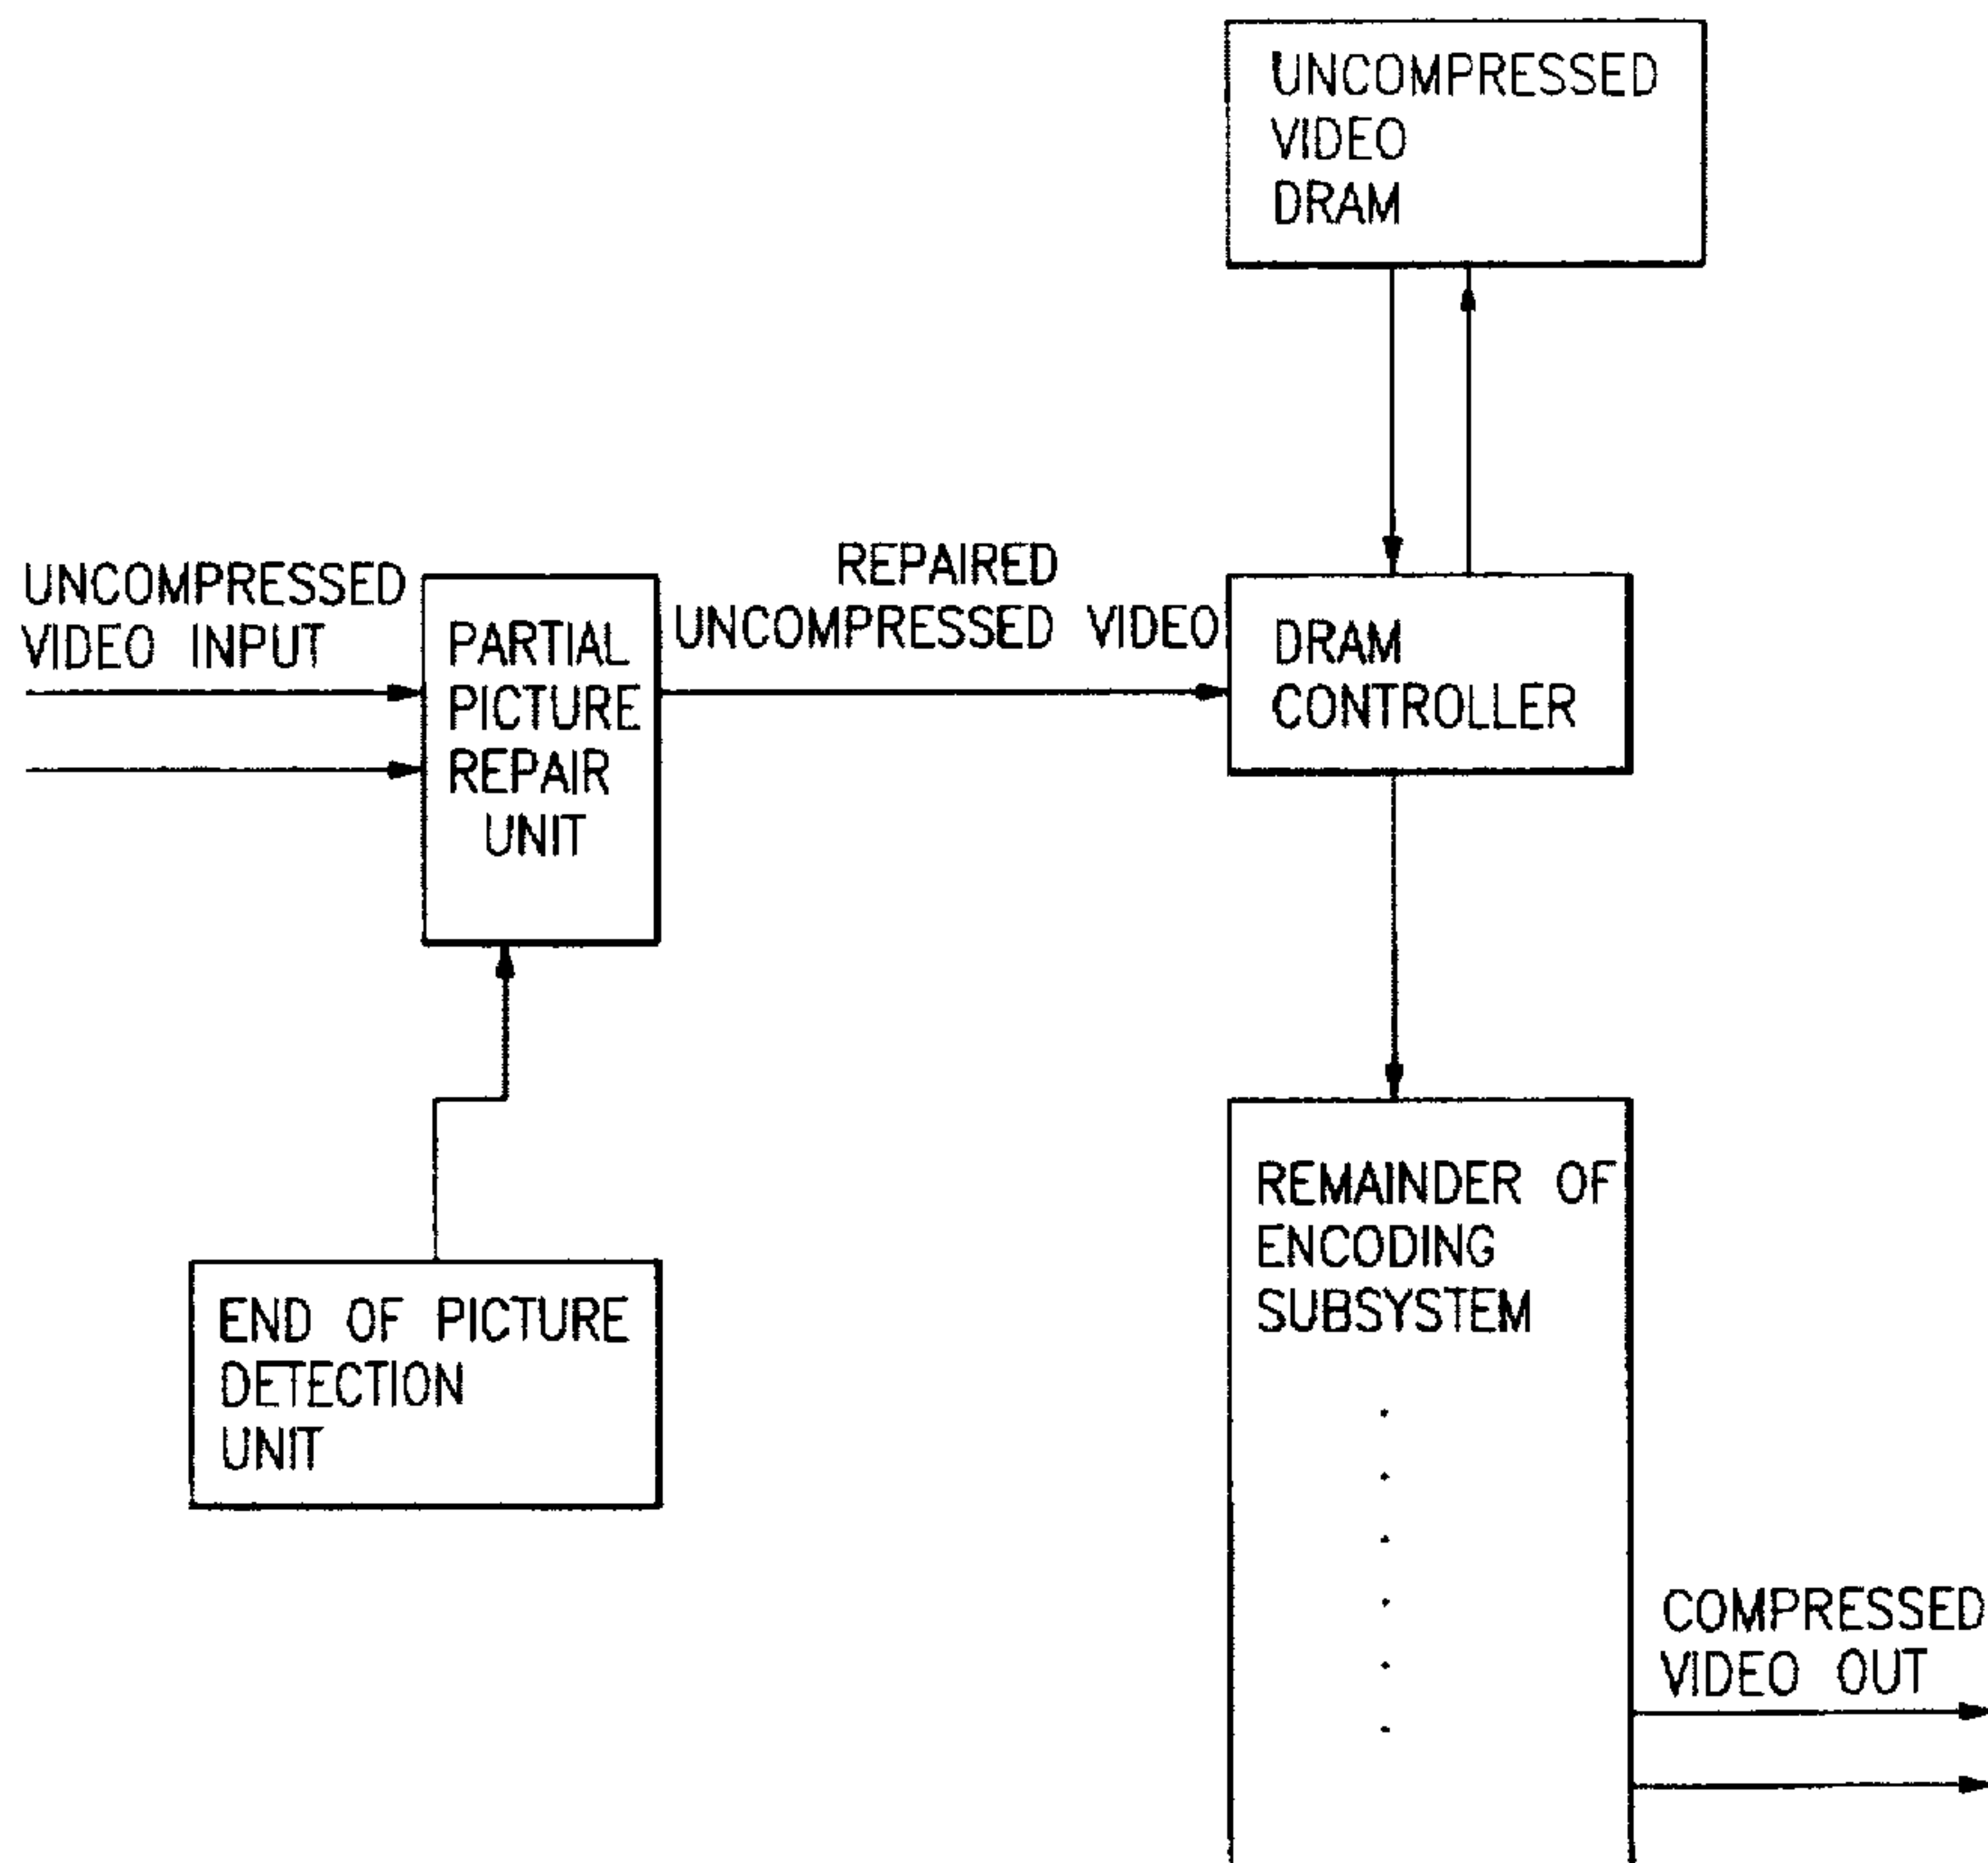 UNCOMPRESSED
VIDEO
DRAM
UNCOMPRESSED
VIDEO INPUT
PARTIAL
PICTURE
REPAIR
UNIT
REPAIRED
UNCOMPRESSED VIDEO
DRAM
CONTROLLER
END OF PICTURE
DETECTION
UNIT
REMAINDER OF
ENCODING
SUBSYSTEM
COMPRESSED
VIDEO OUT